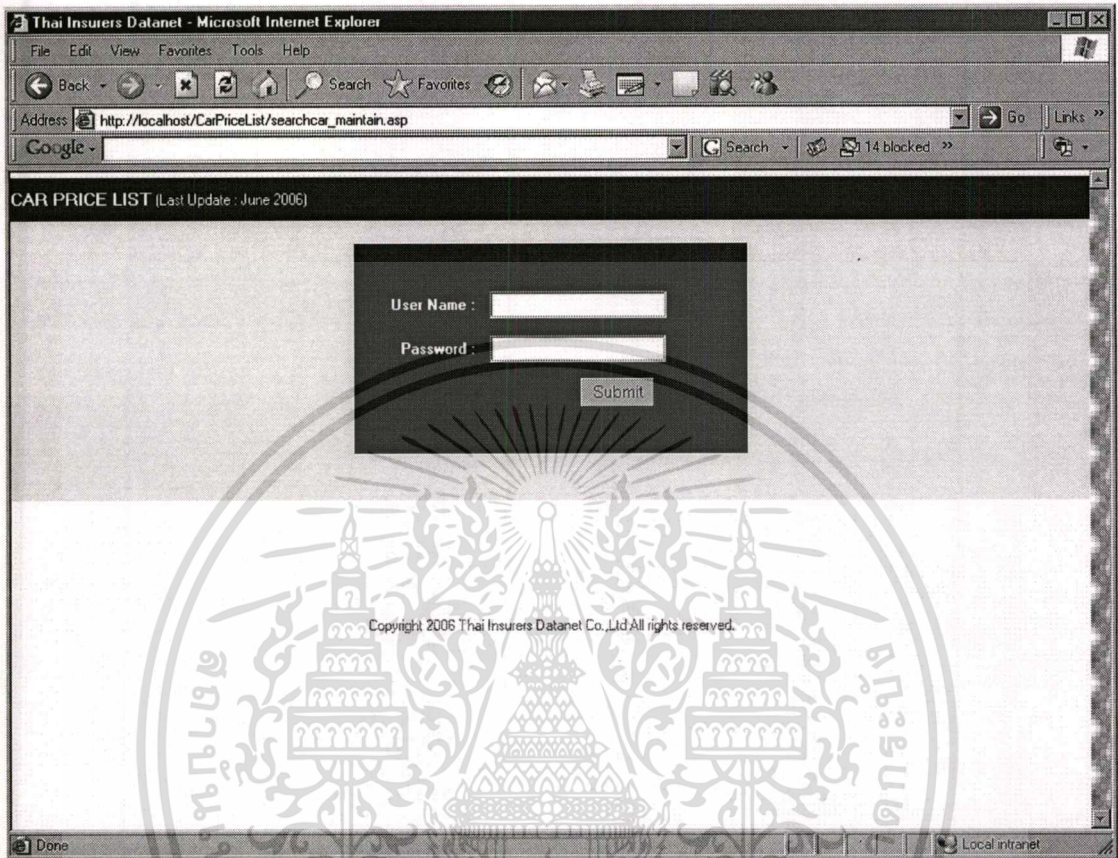 Thai Insurers Datanet - Microsoft Internet Explorer
File Edit View Favorites Tools Help
Back Search Favorites
Address http://localhost/CarPriceList/searchcar_maintain.asp Go Links »
Google Search 14 blocked »
CAR PRICE LIST (Last Update : June 2006)
User Name :
Password :
Submit
Copyright 2006 Thai Insurers Datanet Co.,Ltd All rights reserved.
Done Local intranet